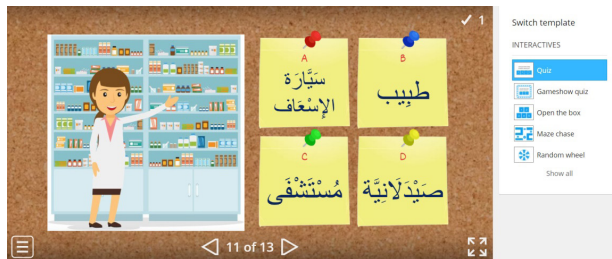 ✓ 1
A
سَيَّارَة
الإِسْعَاف
B
طَبِيب
C
مُسْتَشْفَى
D
صَيْدَلَانِيَّة
11 of 13
Switch template
INTERACTIVES
Quiz
Gameshow quiz
Open the box
Maze chase
Random wheel
Show all